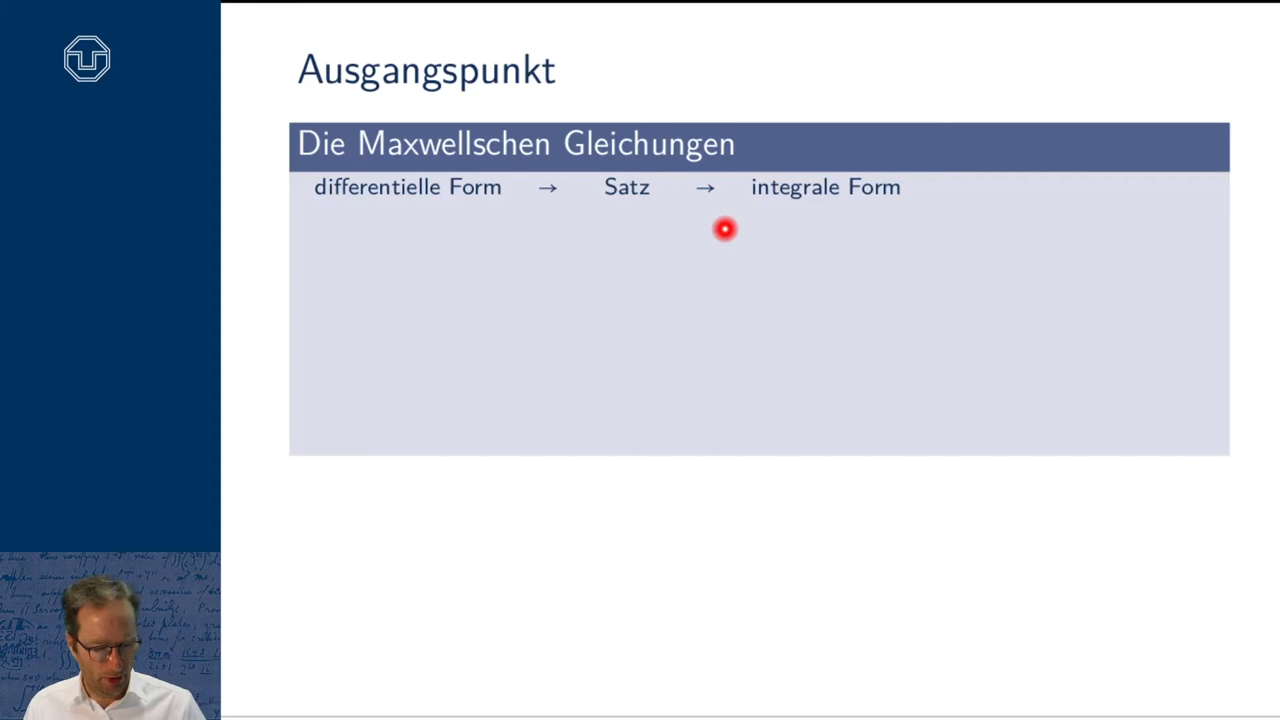 Ausgangspunkt
Die Maxwellschen Gleichungen
differentielle Form → Satz → integrale Form